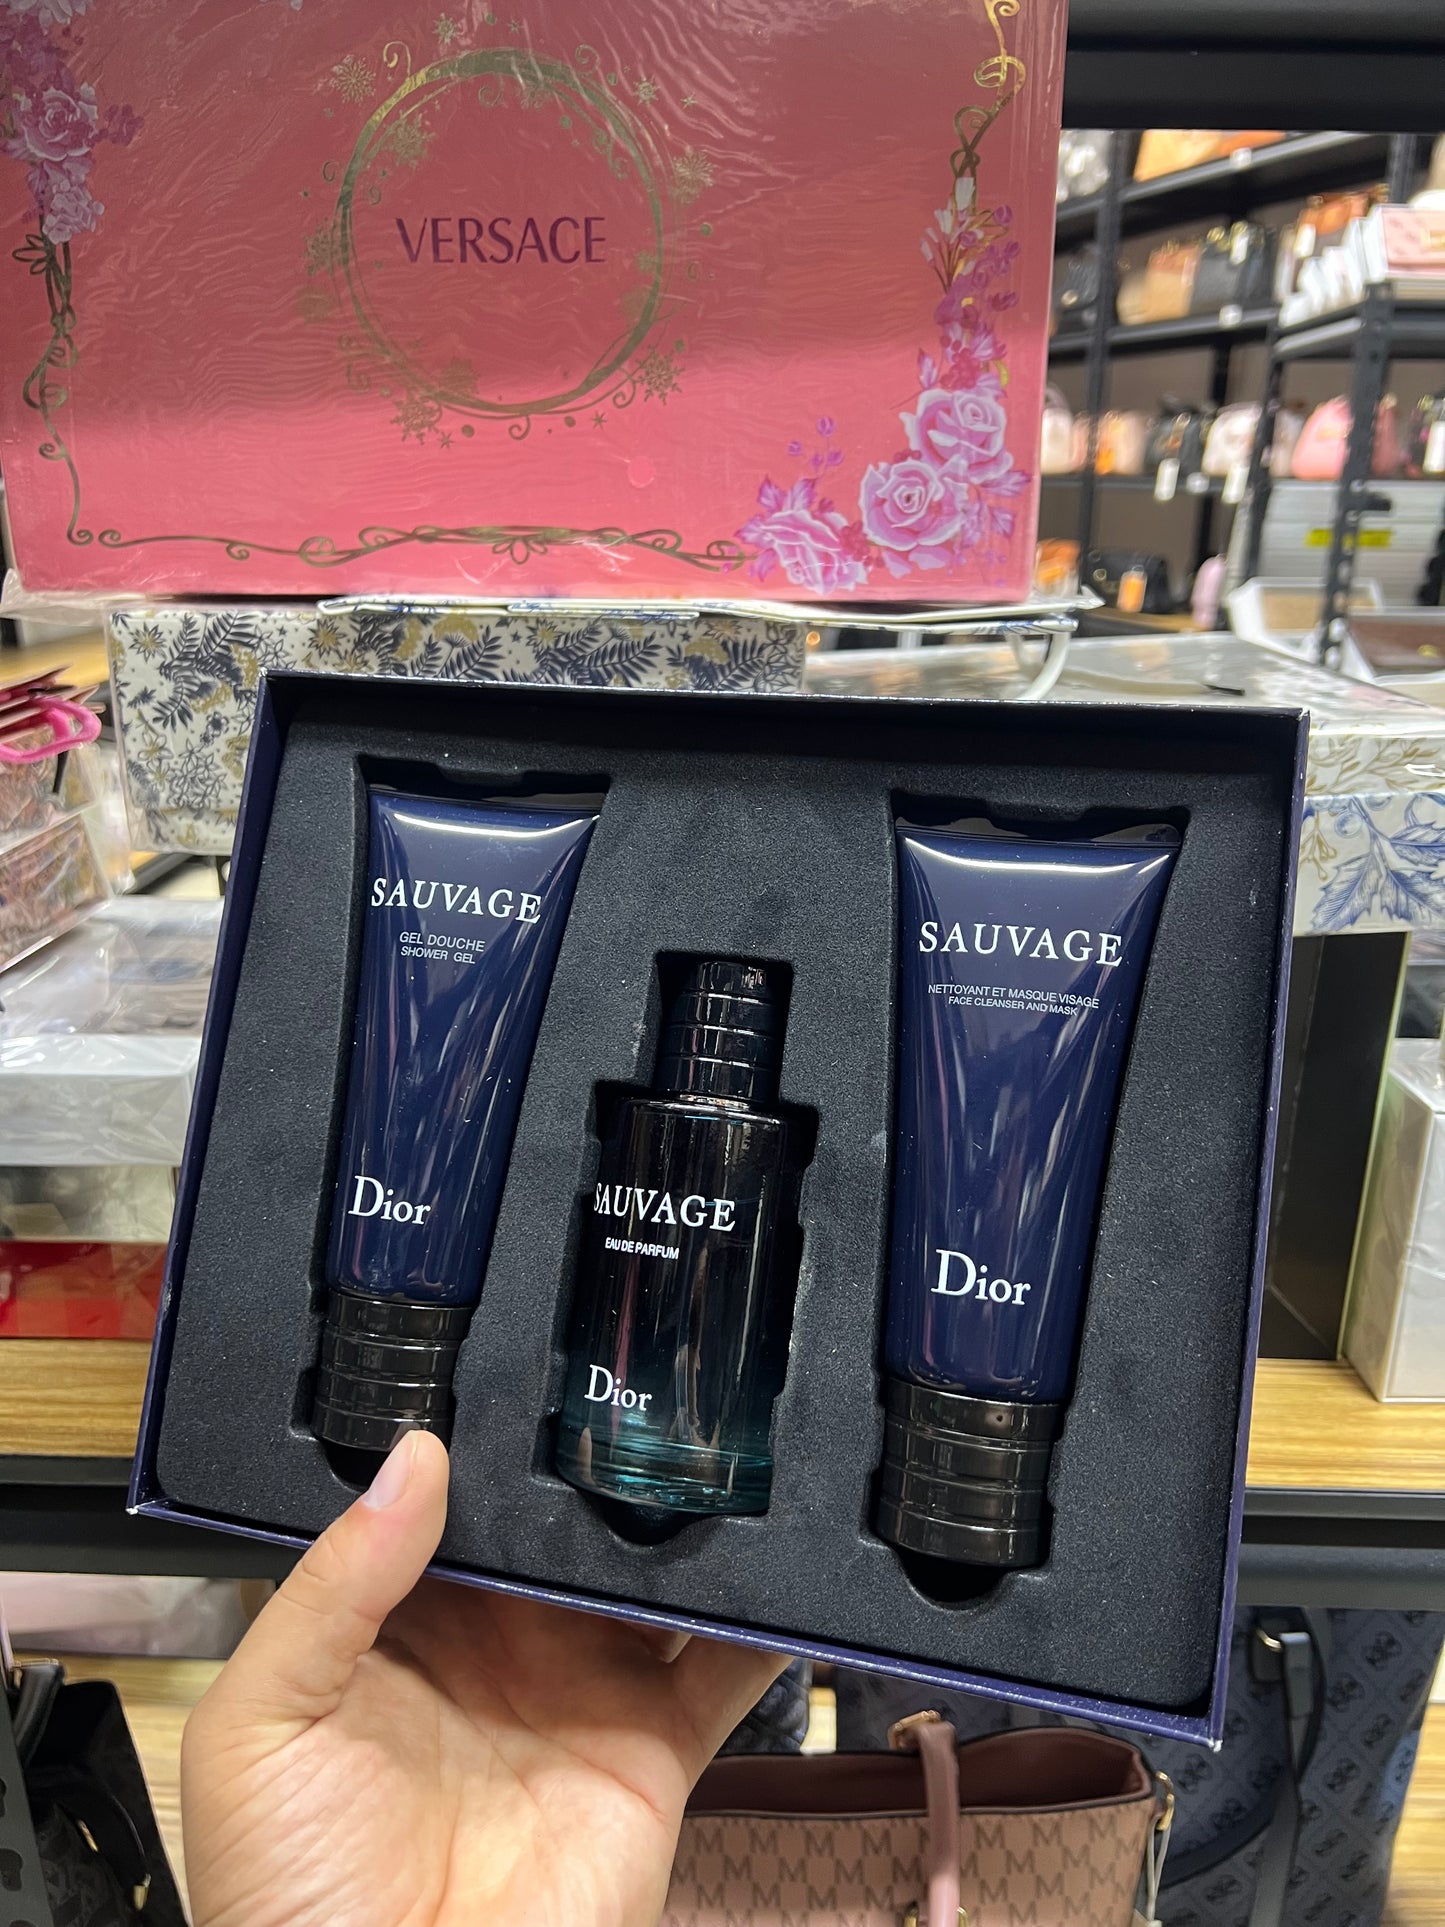 VERSACE
SAUVAGE
GEL DOUCHE
SHOWER GEL
Dior
SAUVAGE
EAU DE PARFUM
Dior
SAUVAGE
NETTOYANT ET MASQUE VISAGE
FACE CLEANSER AND MASK
Dior
M M M M
M M M